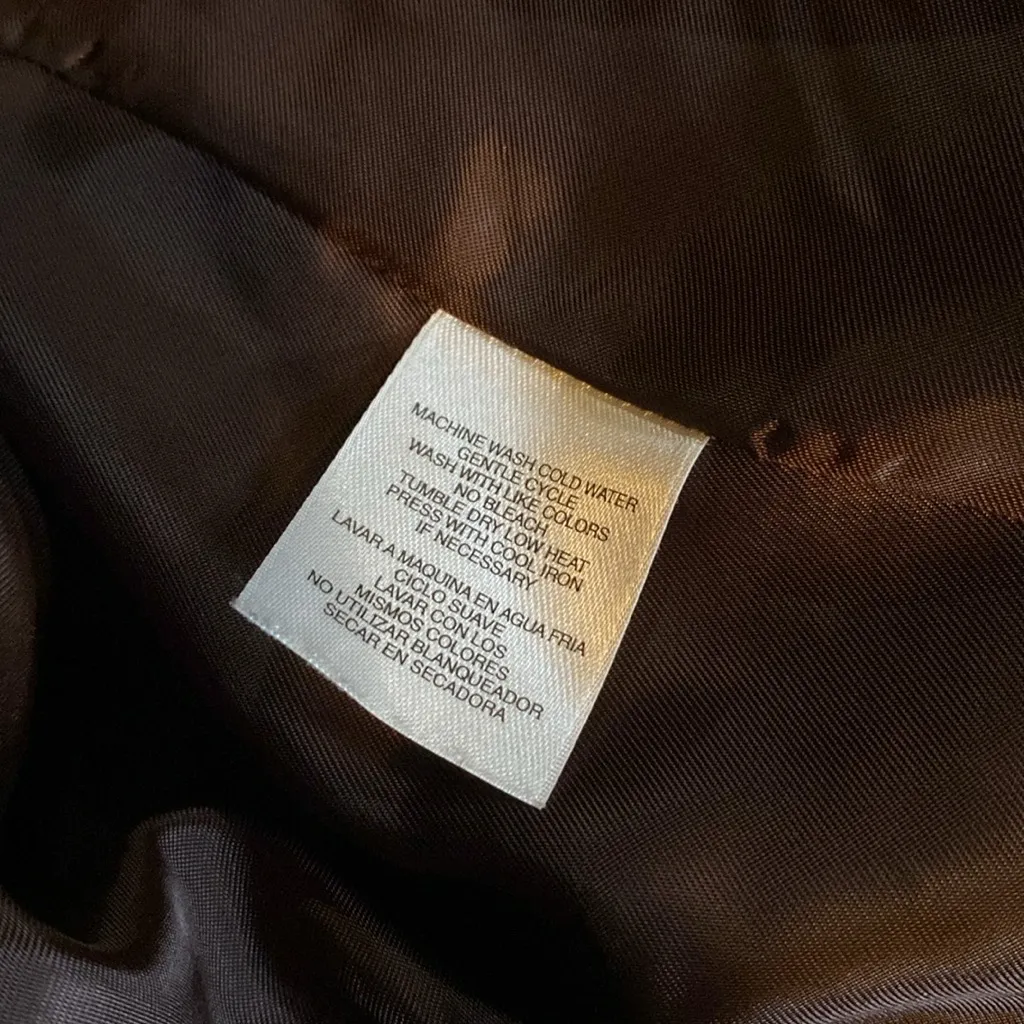 MACHINE WASH COLD WATER
GENTLE CYCLE
WASH WITH LIKE COLORS
NO BLEACH
TUMBLE DRY LOW HEAT
PRESS WITH COOL IRON
IF NECESSARY
LAVAR A MAQUINA EN AGUA FRIA
CICLO SUAVE
LAVAR CON LOS
MISMOS COLORES
NO UTILIZAR BLANQUEADOR
SECAR EN SECADORA